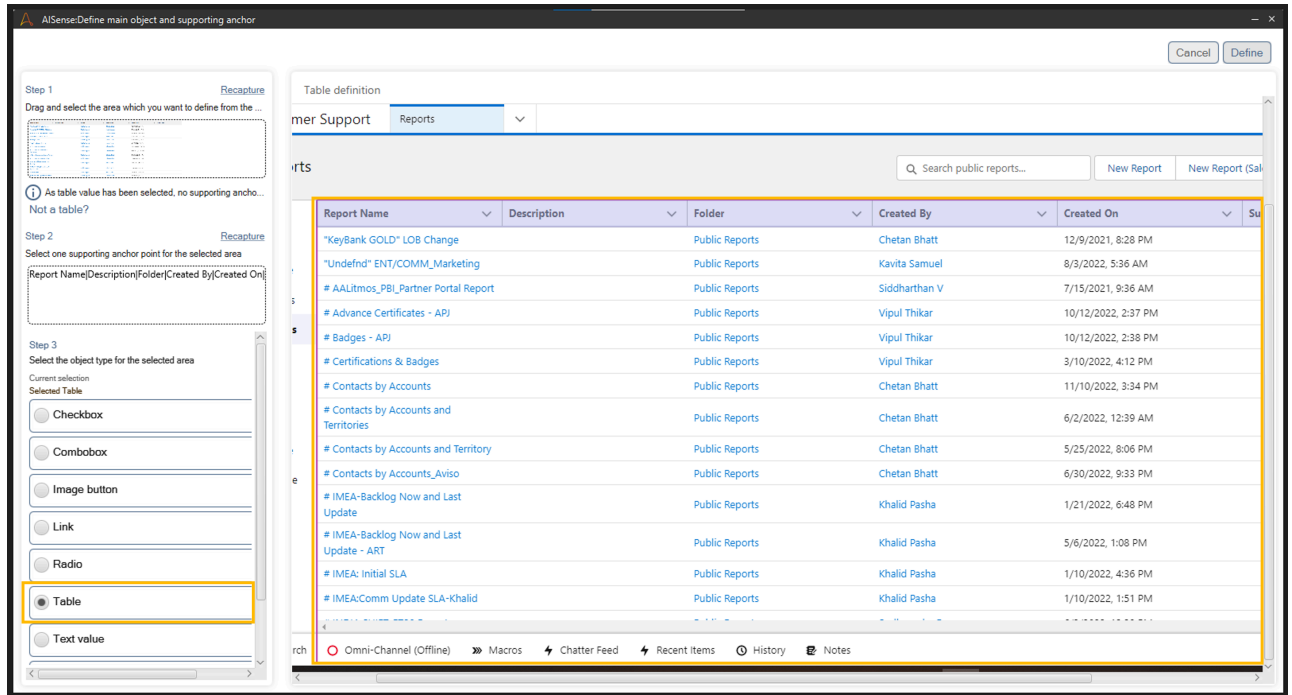 AISense:Define main object and supporting anchor
Cancel
Define
Step 1
Recapture
Drag and select the area which you want to define from the ...
As table value has been selected, no supporting ancho...
Not a table?
Step 2
Recapture
Select one supporting anchor point for the selected area
Report Name|Description|Folder|Created By|Created On|
Step 3
Select the object type for the selected area
Current selection
Selected Table
Checkbox
Combobox
Image button
Link
Radio
Table
Text value
Table definition
mer Support
Reports
rts
Search public reports...
New Report
New Report (Sal
s
s
e
Report Name Description Folder Created By Created On Su
"KeyBank GOLD" LOB Change Public Reports Chetan Bhatt 12/9/2021, 8:28 PM
"Undefnd" ENT/COMM_Marketing Public Reports Kavita Samuel 8/3/2022, 5:36 AM
# AALitmos_PBI_Partner Portal Report Public Reports Siddharthan V 7/15/2021, 9:36 AM
# Advance Certificates - APJ Public Reports Vipul Thikar 10/12/2022, 2:37 PM
# Badges - APJ Public Reports Vipul Thikar 10/12/2022, 2:38 PM
# Certifications & Badges Public Reports Vipul Thikar 3/10/2022, 4:12 PM
# Contacts by Accounts Public Reports Chetan Bhatt 11/10/2022, 3:34 PM
# Contacts by Accounts and
Territories Public Reports Chetan Bhatt 6/2/2022, 12:39 AM
# Contacts by Accounts and Territory Public Reports Chetan Bhatt 5/25/2022, 8:06 PM
# Contacts by Accounts_Aviso Public Reports Chetan Bhatt 6/30/2022, 9:33 PM
# IMEA-Backlog Now and Last
Update Public Reports Khalid Pasha 1/21/2022, 6:48 PM
# IMEA-Backlog Now and Last
Update - ART Public Reports Khalid Pasha 5/6/2022, 1:08 PM
# IMEA: Initial SLA Public Reports Khalid Pasha 1/10/2022, 4:36 PM
# IMEA:Comm Update SLA-Khalid Public Reports Khalid Pasha 1/10/2022, 1:51 PM
rch
Omni-Channel (Offline)
Macros
Chatter Feed
Recent Items
History
Notes